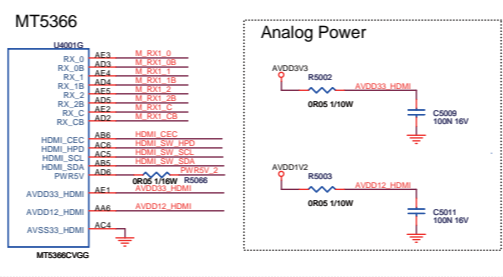 MT5366
U4001G
RX_0 AE3 M_RX1_0
RX_0B AD3 M_RX1_0B
RX_1 AE4 M_RX1_1
RX_1B AD4 M_RX1_1B
RX_2 AE5 M_RX1_2
RX_2B AD5 M_RX1_2B
RX_C AE2 M_RX1_C
RX_CB AD2 M_RX1_CB
HDMI_CEC AB6 HDMI_CEC
HDMI_HPD AC6 HDMI_SW_HPD
HDMI_SCL AC5 HDMI_SW_SCL
HDMI_SDA AB5 HDMI_SW_SDA
PWR5V AD6 PWR5V_2
0R05 1/16W R5066
AVDD33_HDMI AE1 AVDD33_HDMI
AVDD12_HDMI AA6 AVDD12_HDMI
AVSS33_HDMI AC4
MT5366CVGG
Analog Power
AVDD3V3
R5002 AVDD33_HDMI
0R05 1/10W
C5009
100N 16V
AVDD1V2
R5003 AVDD12_HDMI
0R05 1/10W
C5011
100N 16V